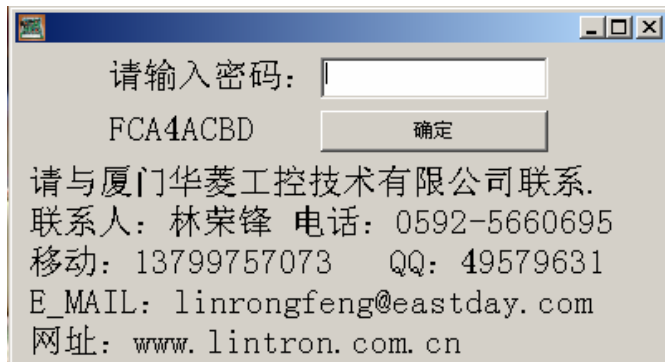 请输入密码：
FCA4ACBD 确定
请与厦门华菱工控技术有限公司联系.
联系人：林荣锋 电话：0592-5660695
移动：13799757073 QQ：49579631
E_MAIL：linrongfeng@eastday.com
网址：www.lintron.com.cn